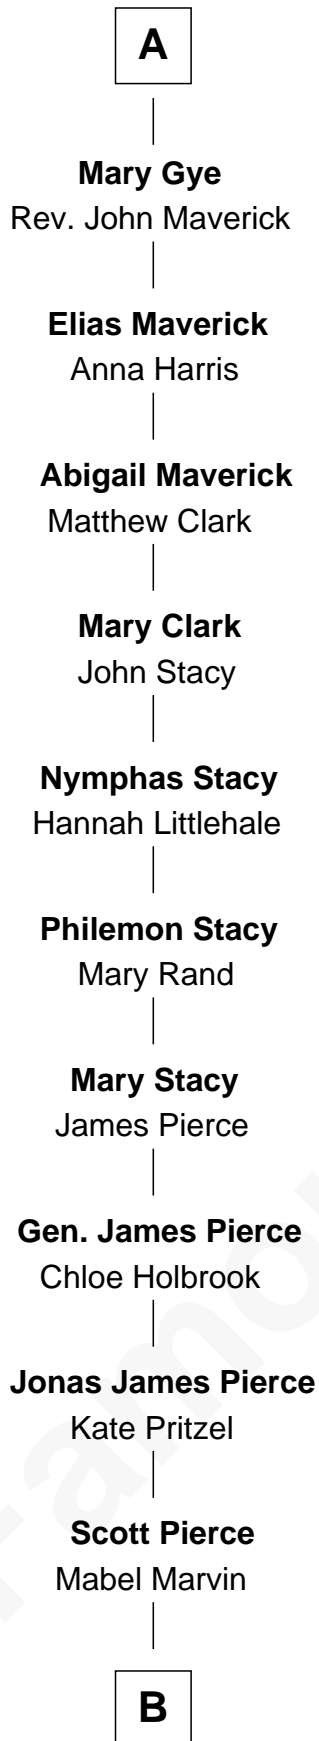 A
Mary Gye
Rev. John Maverick
Elias Maverick
Anna Harris
Abigail Maverick
Matthew Clark
Mary Clark
John Stacy
Nymphas Stacy
Hannah Littlehale
Philemon Stacy
Mary Rand
Mary Stacy
James Pierce
Gen. James Pierce
Chloe Holbrook
Jonas James Pierce
Kate Pritzel
Scott Pierce
Mabel Marvin
B